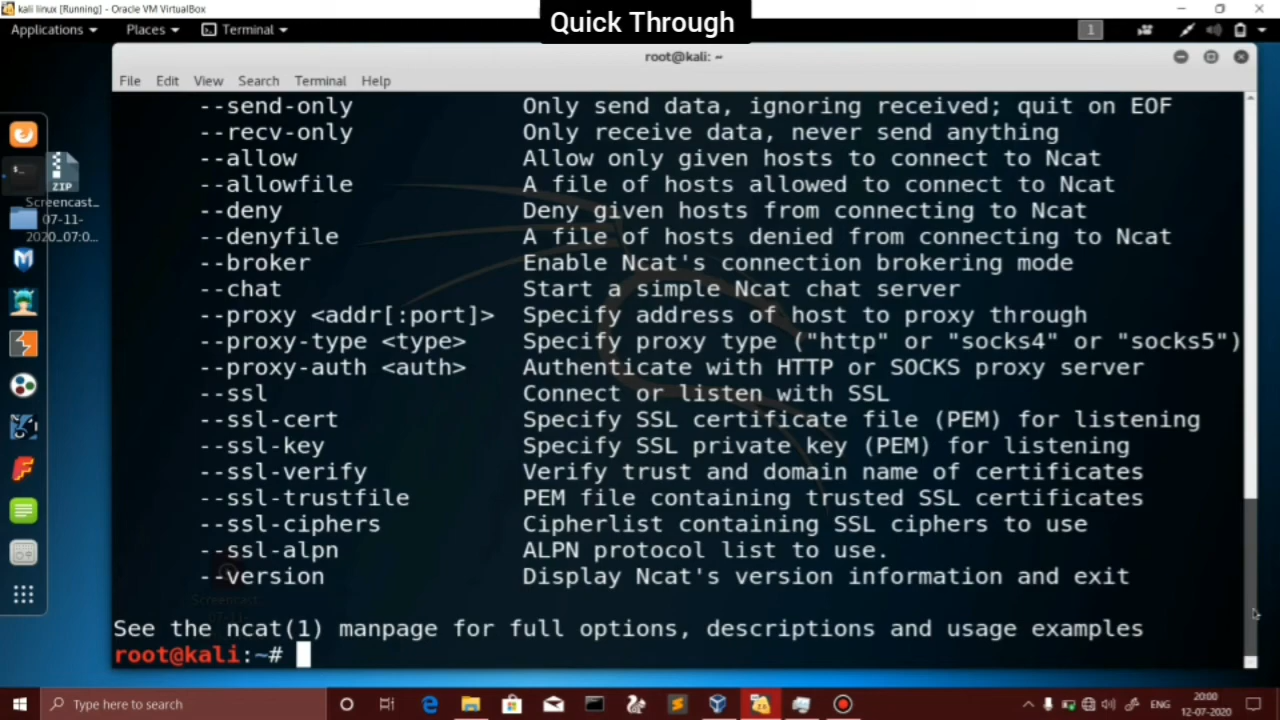 kali linux [Running] - Oracle VM VirtualBox
Quick Through
Applications Places Terminal 1
root@kali: ~
File Edit View Search Terminal Help
--send-only Only send data, ignoring received; quit on EOF
--recv-only Only receive data, never send anything
--allow Allow only given hosts to connect to Ncat
--allowfile A file of hosts allowed to connect to Ncat
--deny Deny given hosts from connecting to Ncat
--denyfile A file of hosts denied from connecting to Ncat
--broker Enable Ncat's connection brokering mode
--chat Start a simple Ncat chat server
--proxy <addr[:port]> Specify address of host to proxy through
--proxy-type <type> Specify proxy type ("http" or "socks4" or "socks5")
--proxy-auth <auth> Authenticate with HTTP or SOCKS proxy server
--ssl Connect or listen with SSL
--ssl-cert Specify SSL certificate file (PEM) for listening
--ssl-key Specify SSL private key (PEM) for listening
--ssl-verify Verify trust and domain name of certificates
--ssl-trustfile PEM file containing trusted SSL certificates
--ssl-ciphers Cipherlist containing SSL ciphers to use
--ssl-alpn ALPN protocol list to use.
--version Display Ncat's version information and exit
See the ncat(1) manpage for full options, descriptions and usage examples
root@kali:~#
ZIP
Screencast_
07-11-
2020_07:0...
Type here to search
ENG
20:00
12-07-2020